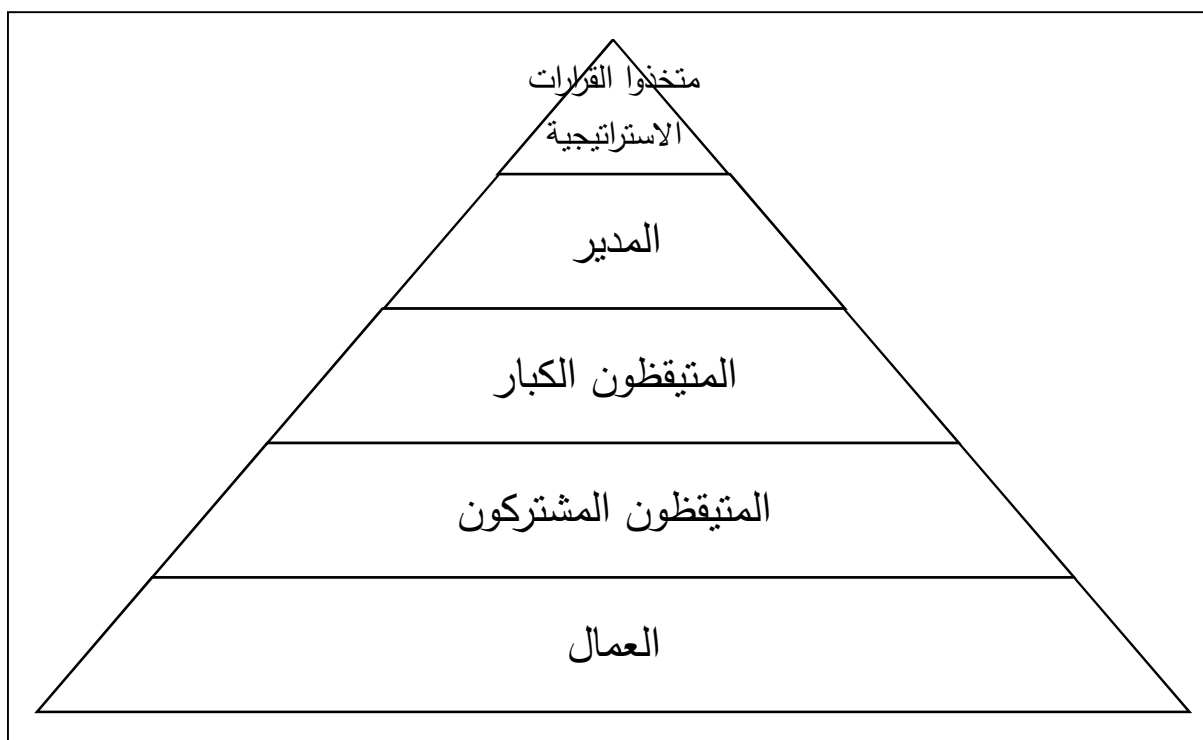 متخذوا القرارات
الاستراتيجية
المدير
المتيقظون الكبار
المتيقظون المشتركون
العمال